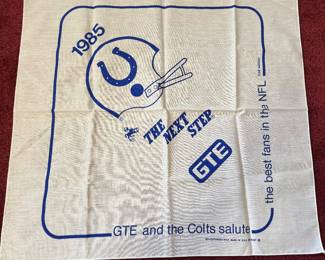 1985
THE NEXT
STEP
GTE
GTE and the Colts salute
the best fans in the NFL